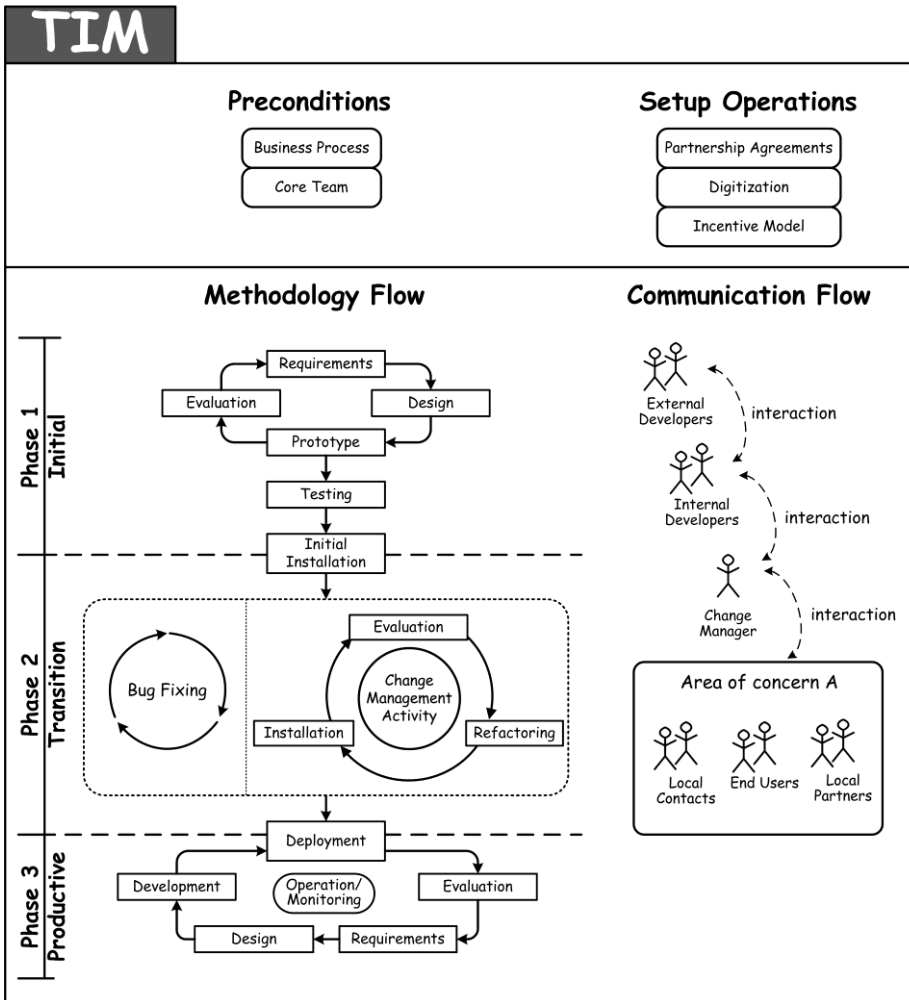 TIM
Preconditions
Business Process
Core Team
Setup Operations
Partnership Agreements
Digitization
Incentive Model
Methodology Flow
Phase 1
Initial
Requirements
Evaluation
Design
Prototype
Testing
Initial
Installation
Phase 2
Transition
Bug Fixing
Evaluation
Change
Management
Activity
Installation
Refactoring
Phase 3
Productive
Deployment
Development
Operation/
Monitoring
Evaluation
Design
Requirements
Communication Flow
External
Developers
interaction
Internal
Developers
interaction
Change
Manager
interaction
Area of concern A
Local
Contacts
End Users
Local
Partners